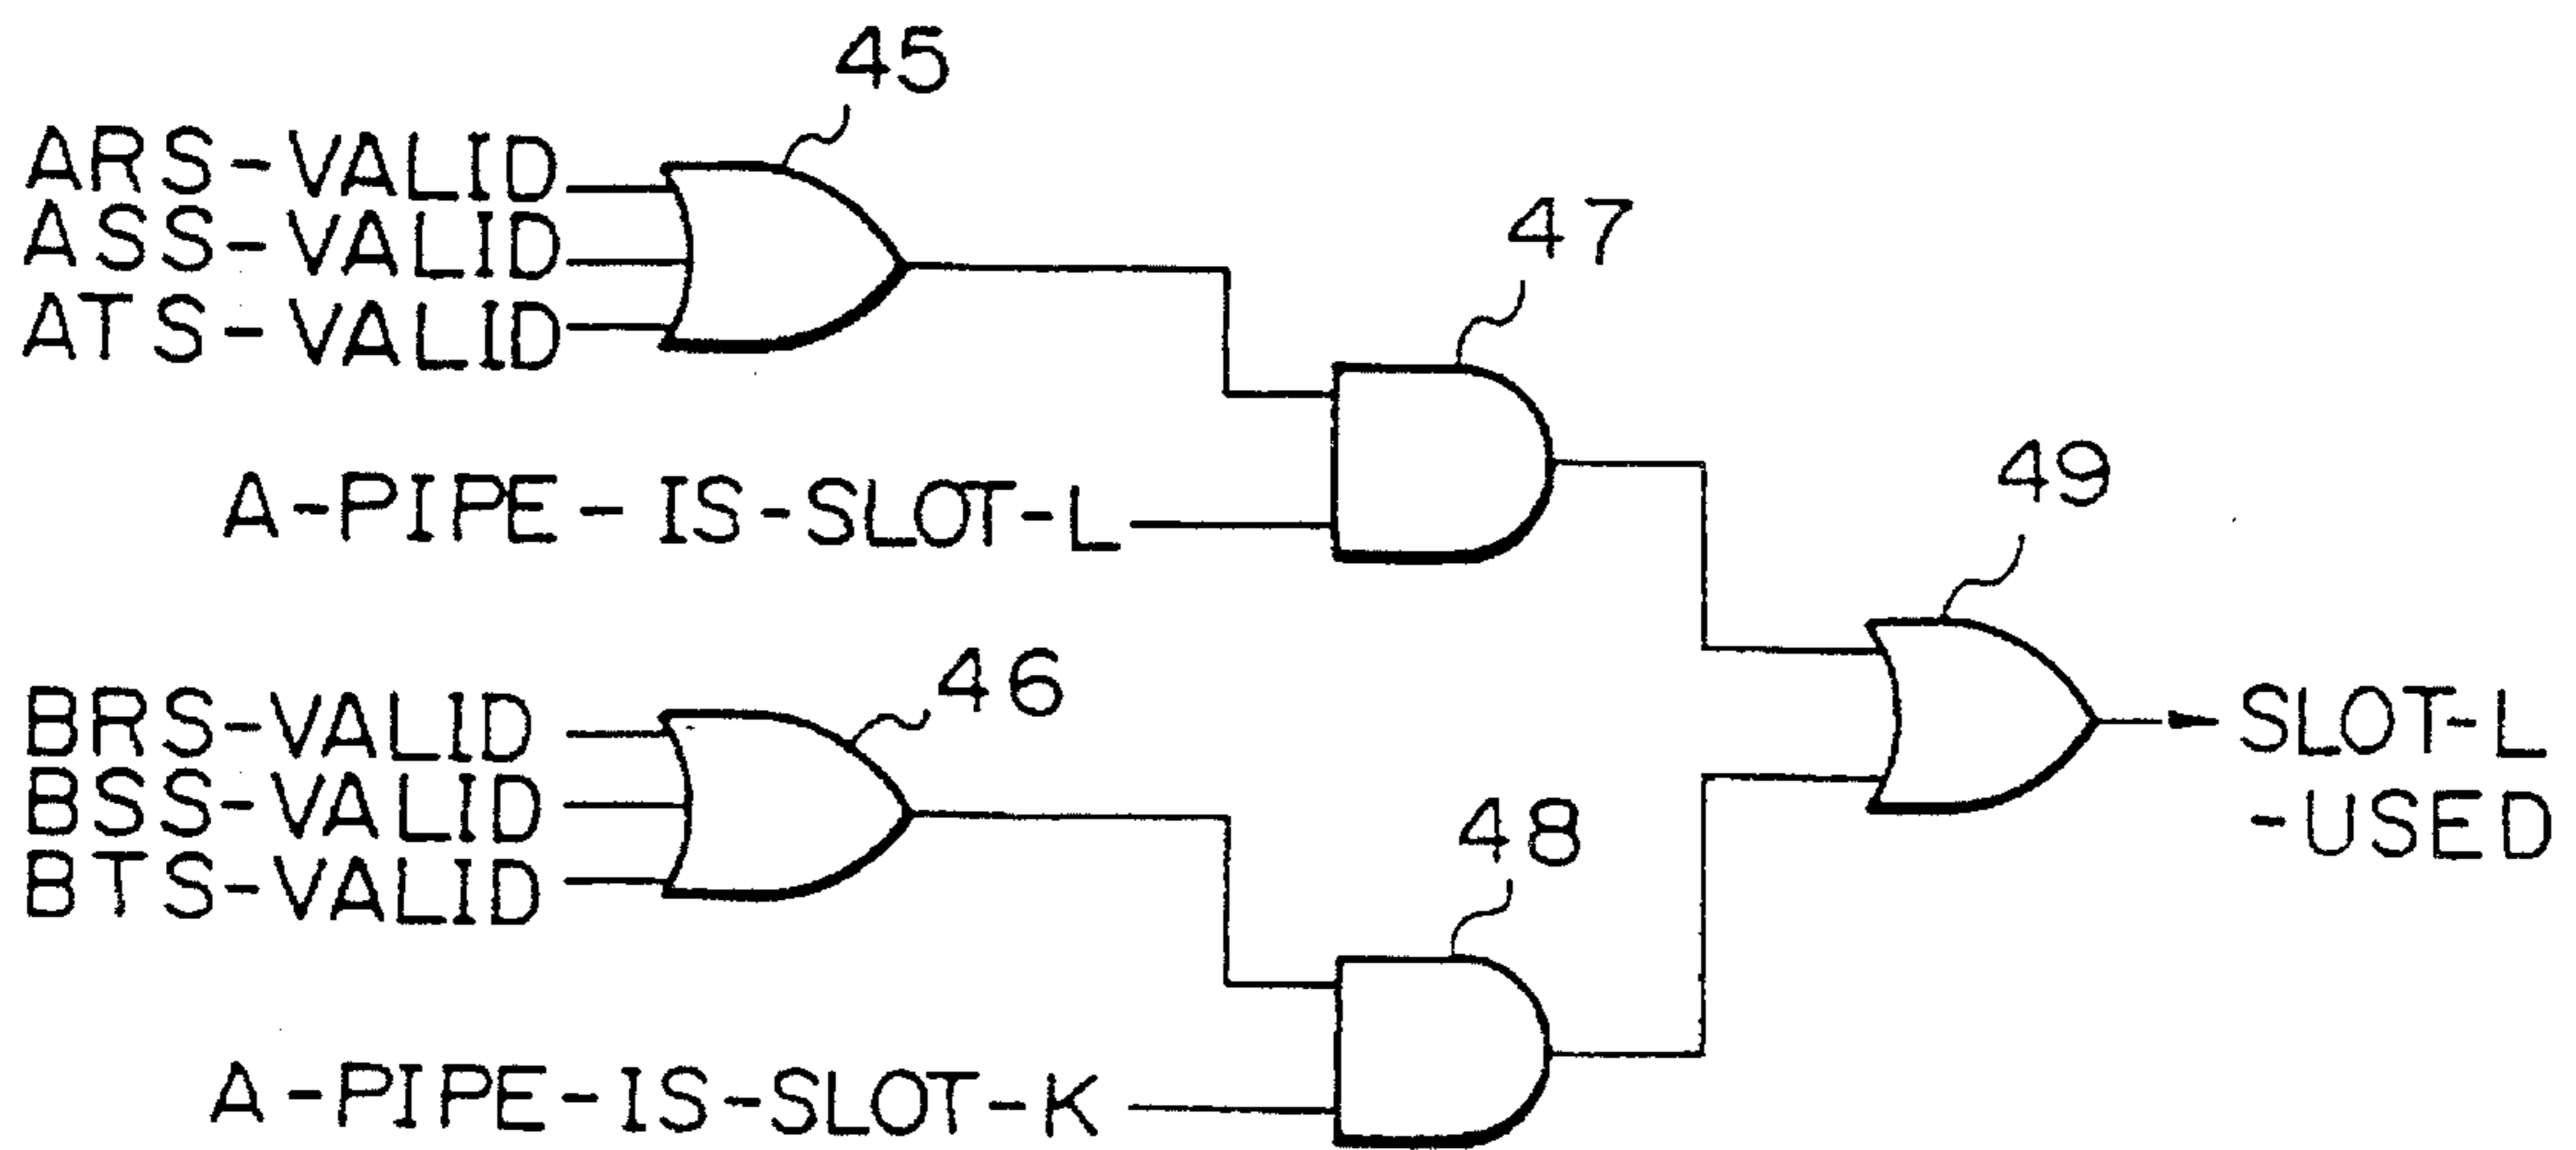 45
ARS-VALID
ASS-VALID
ATS-VALID
47
A-PIPE-IS-SLOT-L
49
46
BRS-VALID
BSS-VALID
BTS-VALID
SLOT-L
-USED
48
A-PIPE-IS-SLOT-K